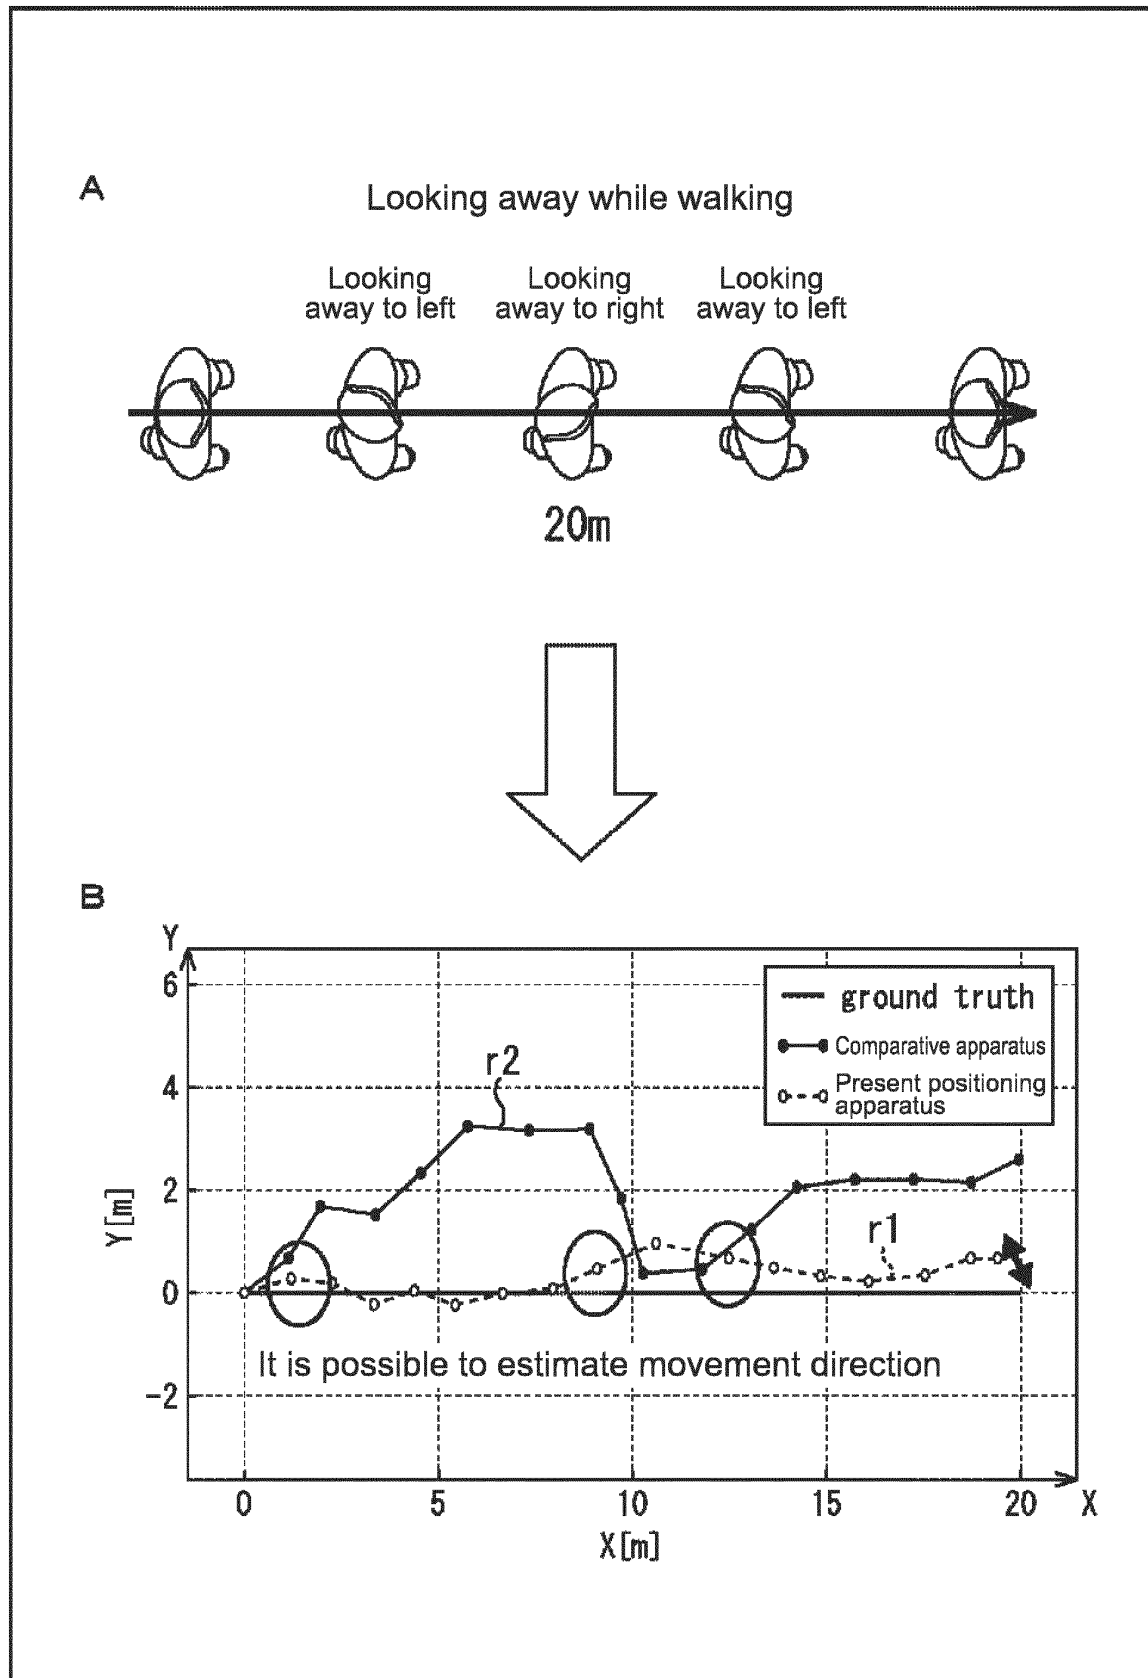 A
Looking away while walking
Looking
away to left
Looking
away to right
Looking
away to left
20m
B
Y
6
4
2
0
-2
Y[m]
ground truth
Comparative apparatus
Present positioning
apparatus
r2
r1
It is possible to estimate movement direction
0
5
10
15
20
X
X[m]